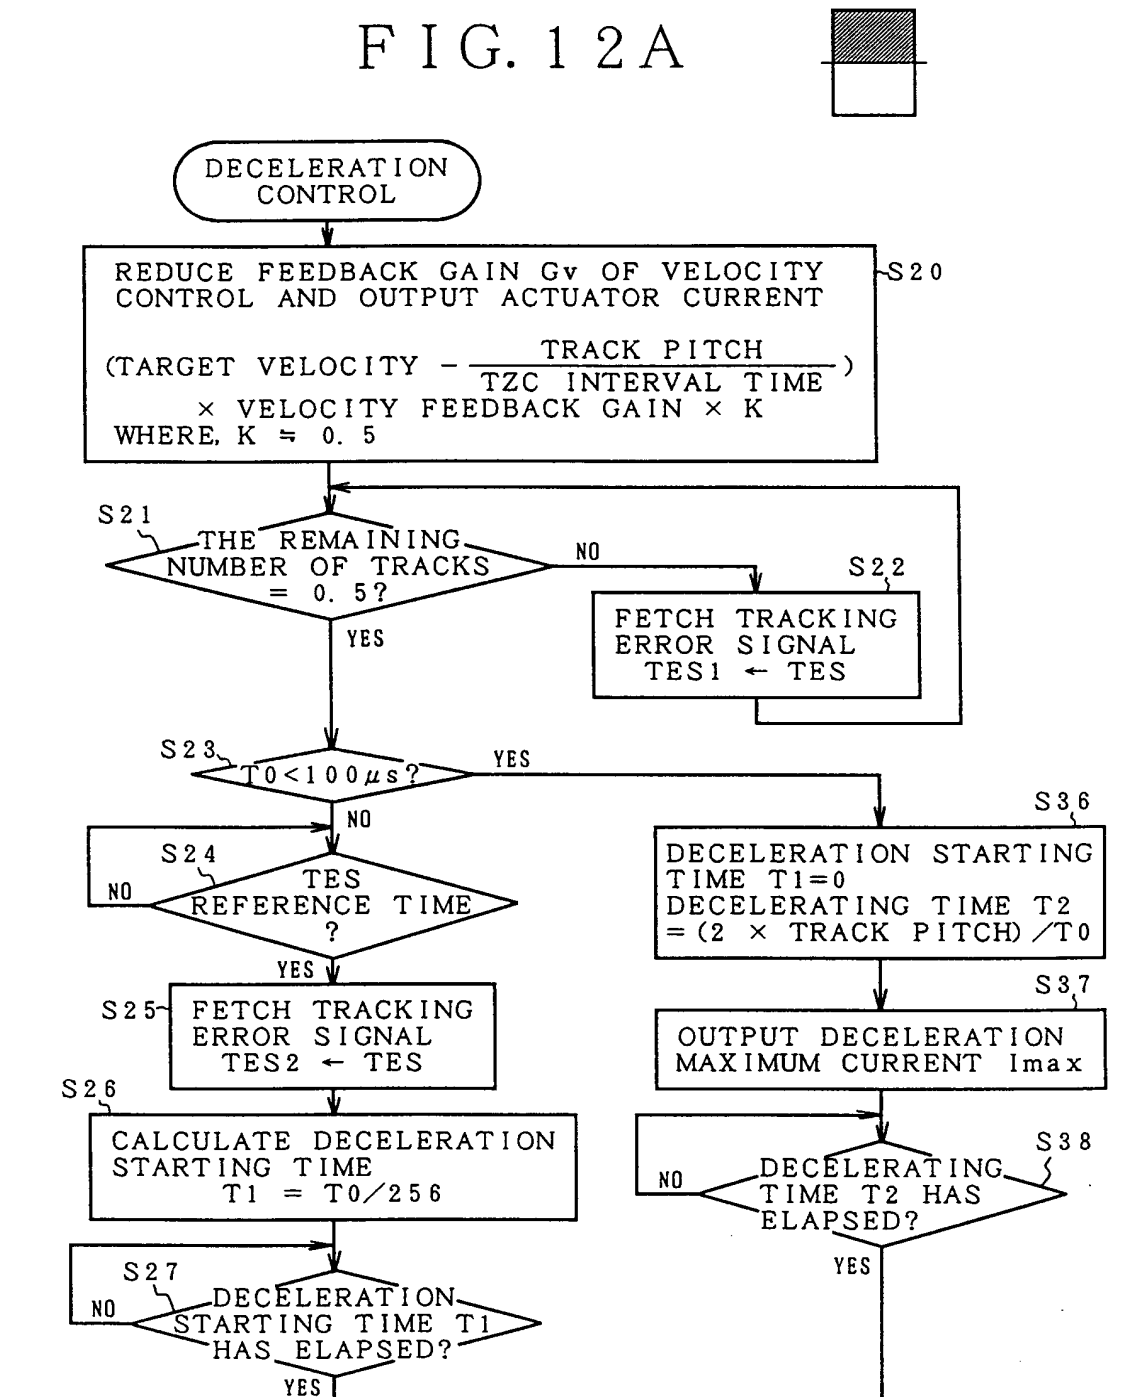 FIG. 12A
DECELERATION
CONTROL
REDUCE FEEDBACK GAIN Gv OF VELOCITY
CONTROL AND OUTPUT ACTUATOR CURRENT
S20
TRACK PITCH
(TARGET VELOCITY - )
TZC INTERVAL TIME
× VELOCITY FEEDBACK GAIN × K
WHERE, K ≒ 0.5
S21
THE REMAINING
NUMBER OF TRACKS
= 0.5?
NO
YES
S22
FETCH TRACKING
ERROR SIGNAL
TES1 ← TES
S23
T0<100μs?
YES
NO
S24
TES
REFERENCE TIME
?
NO
YES
S25
FETCH TRACKING
ERROR SIGNAL
TES2 ← TES
S26
CALCULATE DECELERATION
STARTING TIME
T1 = T0/256
S27
DECELERATION
STARTING TIME T1
HAS ELAPSED?
NO
YES
S36
DECELERATION STARTING
TIME T1=0
DECELERATING TIME T2
=(2 × TRACK PITCH)/T0
S37
OUTPUT DECELERATION
MAXIMUM CURRENT Imax
S38
DECELERATING
TIME T2 HAS
ELAPSED?
NO
YES